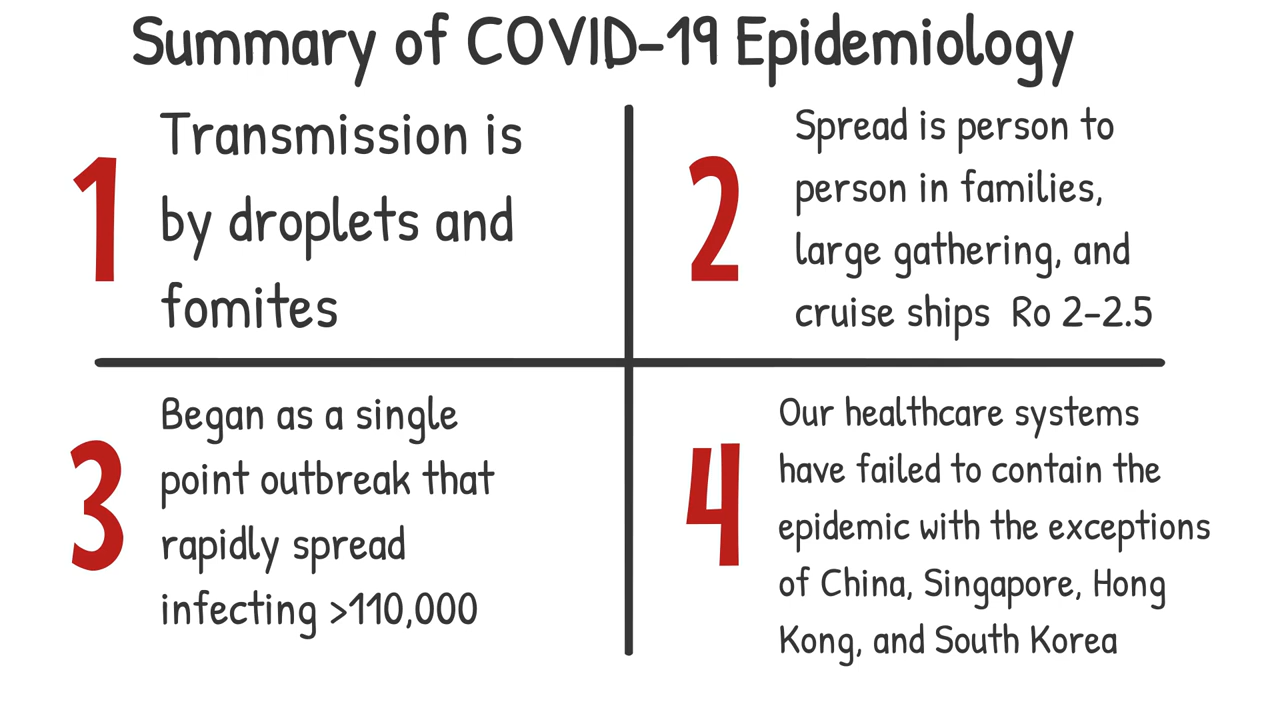 Summary of COVID-19 Epidemiology
1
Transmission is
by droplets and
fomites
2
Spread is person to
person in families,
large gathering, and
cruise ships Ro 2-2.5
3
Began as a single
point outbreak that
rapidly spread
infecting >110,000
4
Our healthcare systems
have failed to contain the
epidemic with the exceptions
of China, Singapore, Hong
Kong, and South Korea